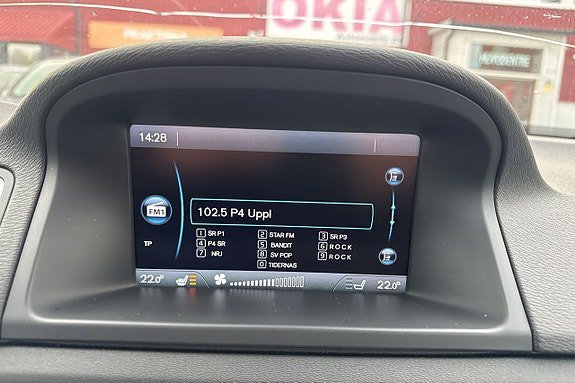 OKIA
14:28
FM1
102.5 P4 Uppl
TP
1 SR P1 2 STAR FM 3 SR P3
4 P4 SR 5 BANDIT 6 ROCK
7 NRJ 8 SV POP 9 ROCK
0 TIDERNAS
22.0° 22.0°